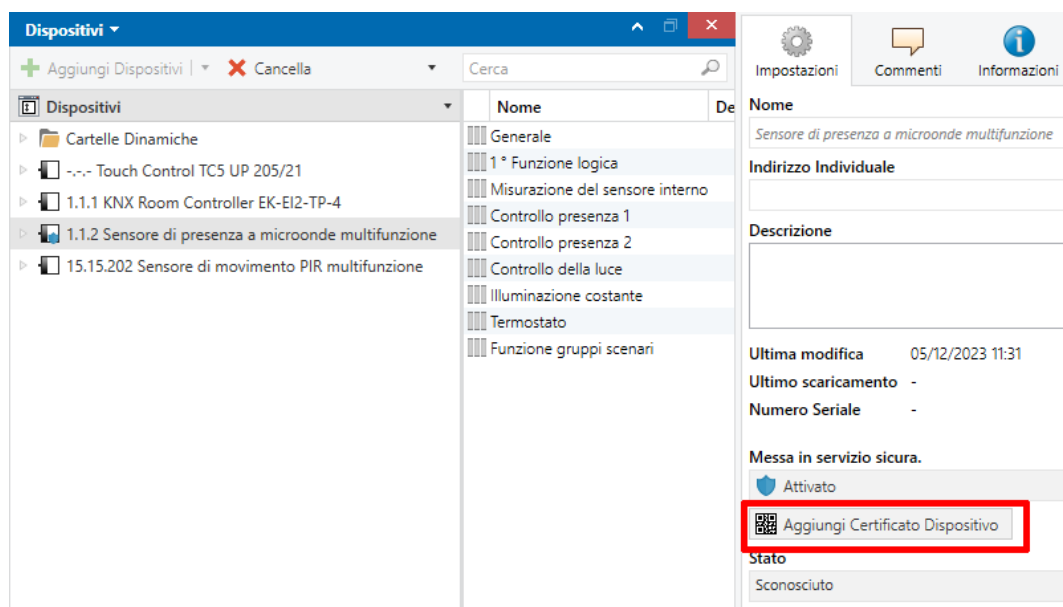 Dispositivi
Aggiungi Dispositivi
Cancella
Cerca
Dispositivi
Cartelle Dinamiche
-.-.- Touch Control TC5 UP 205/21
1.1.1 KNX Room Controller EK-EI2-TP-4
1.1.2 Sensore di presenza a microonde multifunzione
15.15.202 Sensore di movimento PIR multifunzione
Nome De
Generale
1° Funzione logica
Misurazione del sensore interno
Controllo presenza 1
Controllo presenza 2
Controllo della luce
Illuminazione costante
Termostato
Funzione gruppi scenari
Impostazioni
Commenti
Informazioni
Nome
Sensore di presenza a microonde multifunzione
Indirizzo Individuale
Descrizione
Ultima modifica 05/12/2023 11:31
Ultimo scaricamento -
Numero Seriale -
Messa in servizio sicura.
Attivato
Aggiungi Certificato Dispositivo
Stato
Sconosciuto